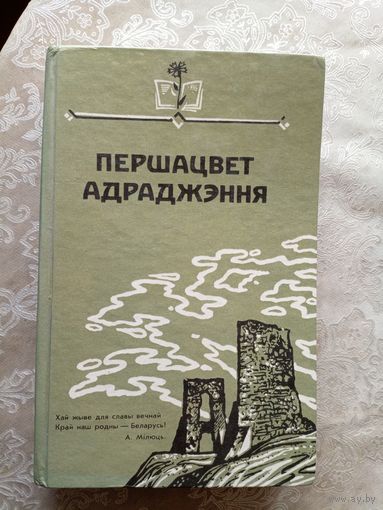 ПЕРШАЦВЕТ
АДРАДЖЭННЯ
Хай жыве для славы вечнай
Край наш родны — Беларусь!
А. Мілюць.
www.ay.by